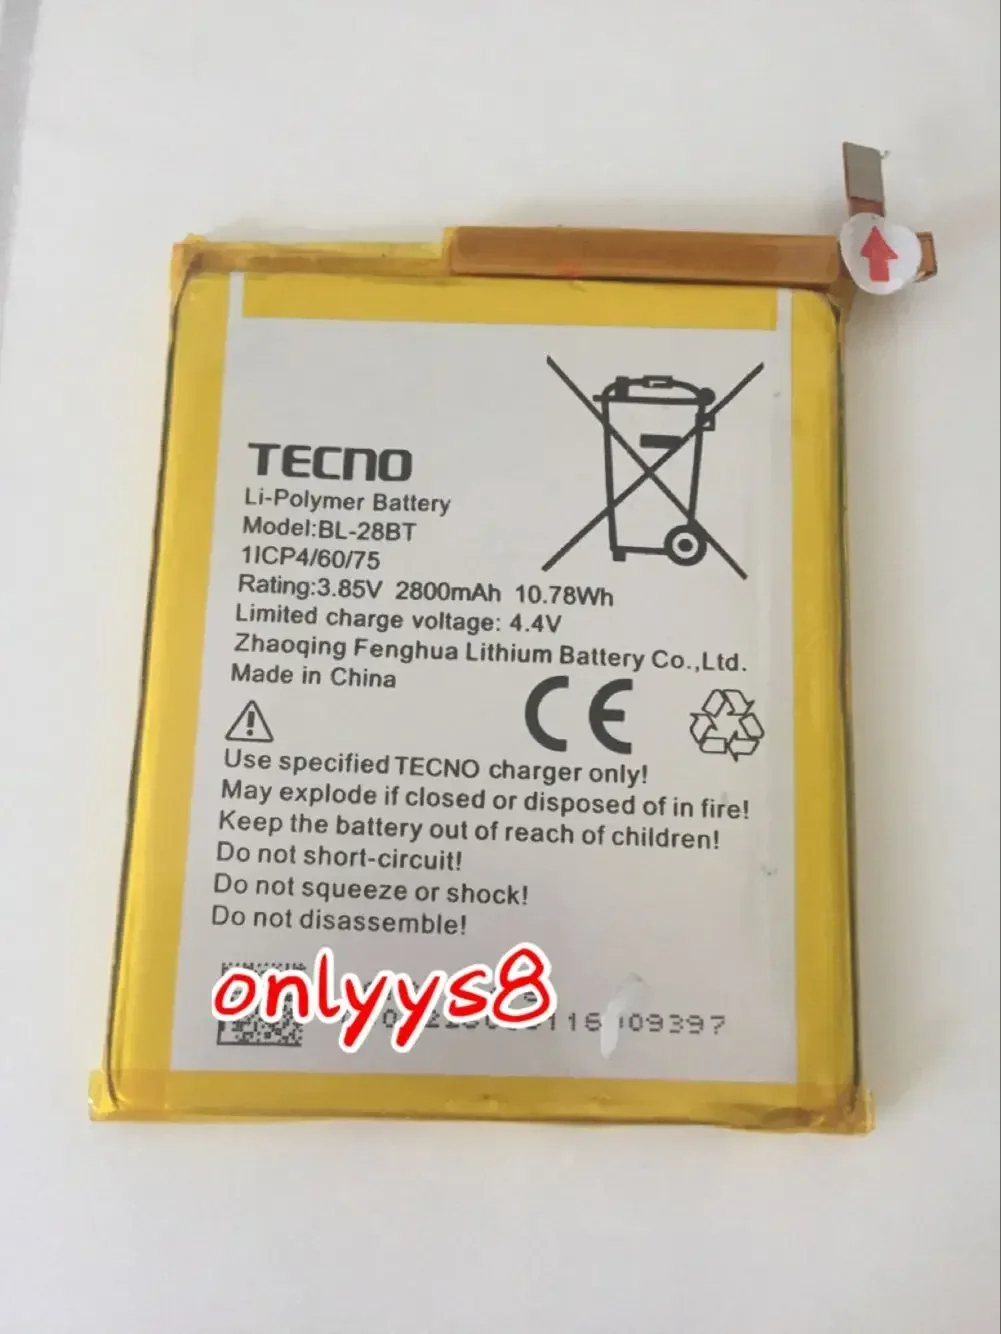 TECNO
Li-Polymer Battery
Model:BL-28BT
1ICP4/60/75
Rating:3.85V 2800mAh 10.78Wh
Limited charge voltage: 4.4V
Zhaoqing Fenghua Lithium Battery Co.,Ltd.
Made in China
CE
Use specified TECNO charger only!
May explode if closed or disposed of in fire!
Keep the battery out of reach of children!
Do not short-circuit!
Do not squeeze or shock!
Do not disassemble!
onlyys8